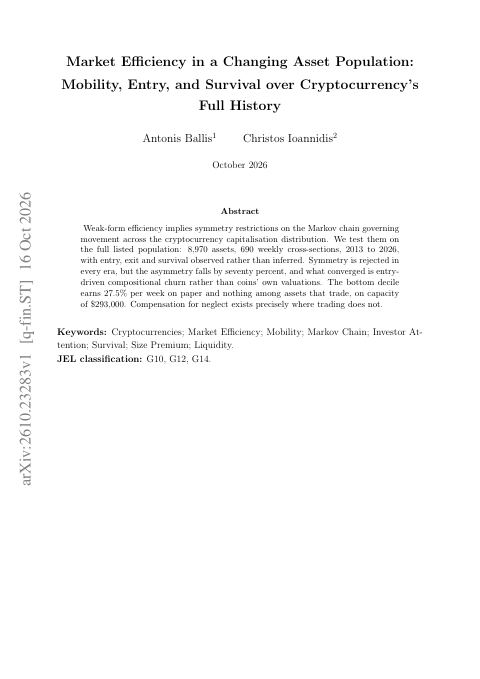 Market Efficiency in a Changing Asset Population:
Mobility, Entry, and Survival over Cryptocurrency's
Full History
Antonis Ballis1 Christos Ioannidis2
October 2026
Abstract
Weak-form efficiency implies symmetry restrictions on the Markov chain governing
movement across the cryptocurrency capitalisation distribution. We test them on
the full listed population: 8,970 assets, 690 weekly cross-sections, 2013 to 2026,
with entry, exit and survival observed rather than inferred. Symmetry is rejected in
every era, but the asymmetry falls by seventy percent, and what converged is entry-
driven compositional churn rather than coins' own valuations. The bottom decile
earns 27.5% per week on paper and nothing among assets that trade, on capacity
of $293,000. Compensation for neglect exists precisely where trading does not.
Keywords: Cryptocurrencies; Market Efficiency; Mobility; Markov Chain; Investor At-
tention; Survival; Size Premium; Liquidity.
JEL classification: G10, G12, G14.
arXiv:2610.23283v1 [q-fin.ST] 16 Oct 2026